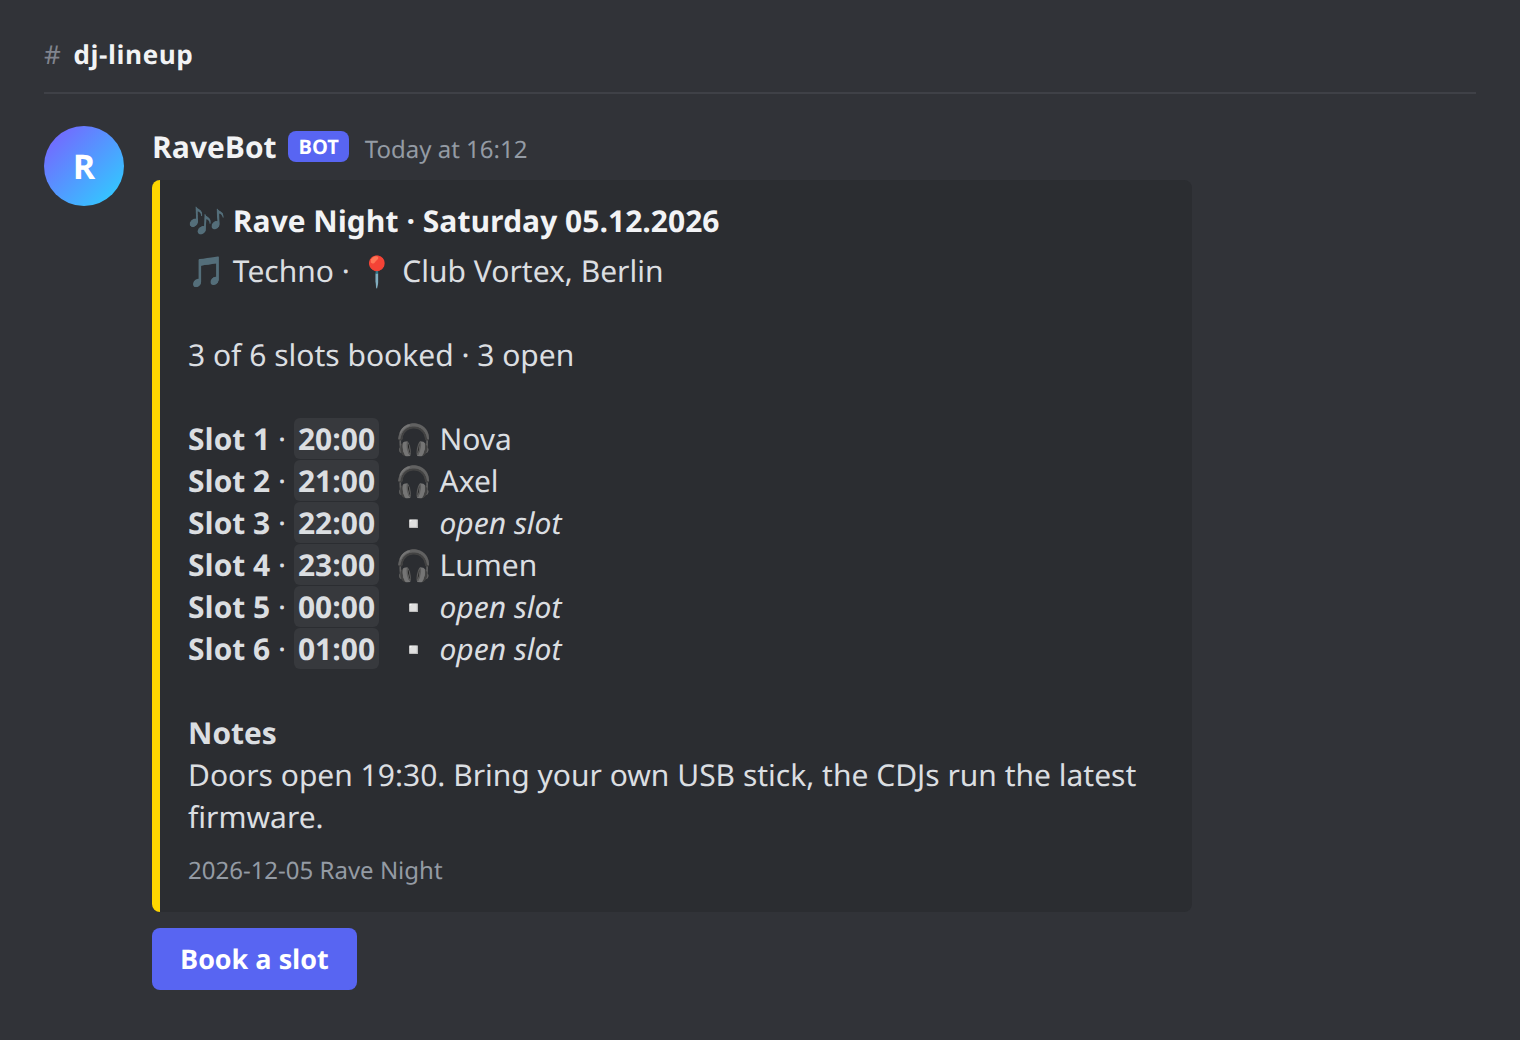 # dj-lineup
R
RaveBot BOT Today at 16:12
🎶 Rave Night · Saturday 05.12.2026
🎵 Techno · 📍 Club Vortex, Berlin
3 of 6 slots booked · 3 open
Slot 1 · 20:00 🎧 Nova
Slot 2 · 21:00 🎧 Axel
Slot 3 · 22:00 ▪ open slot
Slot 4 · 23:00 🎧 Lumen
Slot 5 · 00:00 ▪ open slot
Slot 6 · 01:00 ▪ open slot
Notes
Doors open 19:30. Bring your own USB stick, the CDJs run the latest
firmware.
2026-12-05 Rave Night
Book a slot